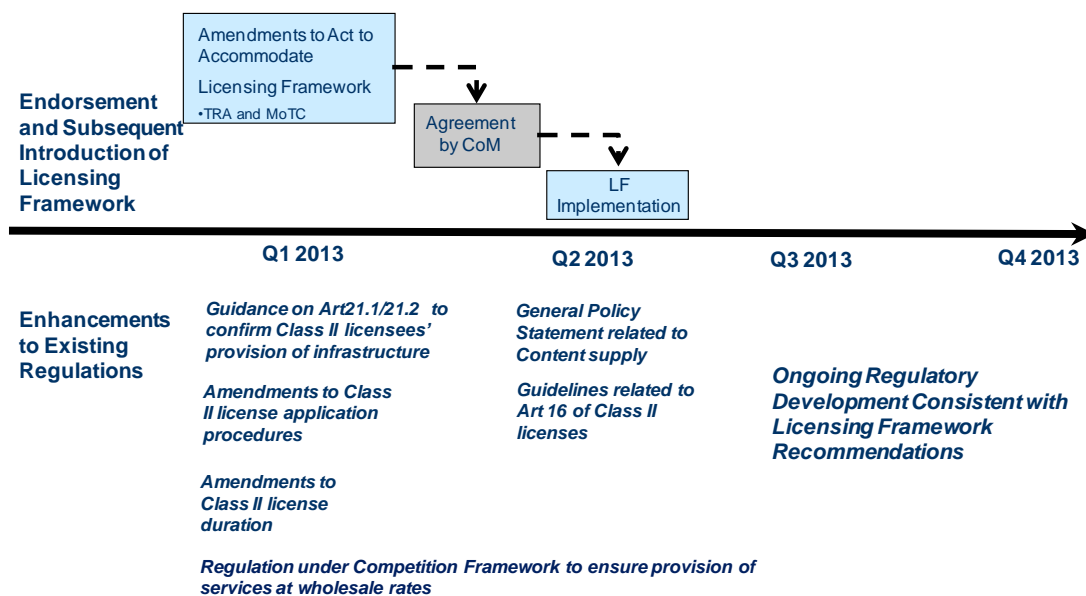 Amendments to Act to
Accommodate
Licensing Framework
•TRA and MoTC
Endorsement
and Subsequent
Introduction of
Licensing
Framework
Agreement
by CoM
LF
Implementation
Q1 2013
Q2 2013
Q3 2013
Q4 2013
Enhancements
to Existing
Regulations
Guidance on Art21.1/21.2 to
confirm Class II licensees’
provision of infrastructure
Amendments to Class
II license application
procedures
Amendments to
Class II license
duration
General Policy
Statement related to
Content supply
Guidelines related to
Art 16 of Class II
licenses
Ongoing Regulatory
Development Consistent with
Licensing Framework
Recommendations
Regulation under Competition Framework to ensure provision of
services at wholesale rates